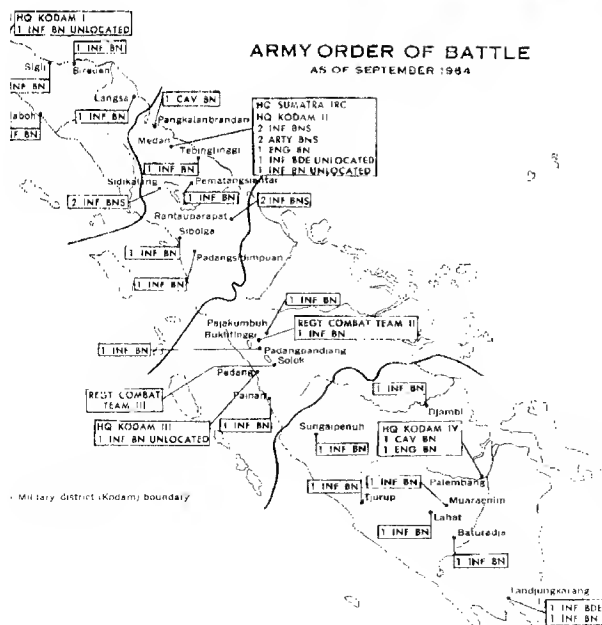 HQ KODAM I
1 INF BN UNLOCATED
1 INF BN
Sigli
Bireuen
INF BN
Langsa
1 INF BN
laboh
INF BN
ARMY ORDER OF BATTLE
AS OF SEPTEMBER 1964
1 CAV BN
Pangkalanbrandan
HQ SUMATRA IRC
HQ KODAM II
2 INF BNS
2 ARTY BNS
1 ENG BN
1 INF BDE UNLOCATED
1 INF BN UNLOCATED
Medan
Tebingtinggi
1 INF BN
Sidikalang
Pematangsiantar
2 INF BNS
1 INF BN
2 INF BNS
Rantauparapat
Sibolga
1 INF BN
Padangsidimpuan
1 INF BN
1 INF BN
Pajakumbuh
Bukittinggi
REGT COMBAT TEAM II
1 INF BN
1 INF BN
Padangpandjang
Solok
Padang
REGT COMBAT
TEAM III
Painan
1 INF BN
HQ KODAM III
1 INF BN UNLOCATED
1 INF BN
Djambi
Sungaipenuh
1 INF BN
HQ KODAM IV
1 CAV BN
1 ENG BN
Palembang
1 INF BN
Muaraenim
1 INF BN
Tjurup
Lahat
1 INF BN
Baturadja
1 INF BN
Military district (Kodam) boundary
Tandjungkarang
1 INF BDE
1 INF BN